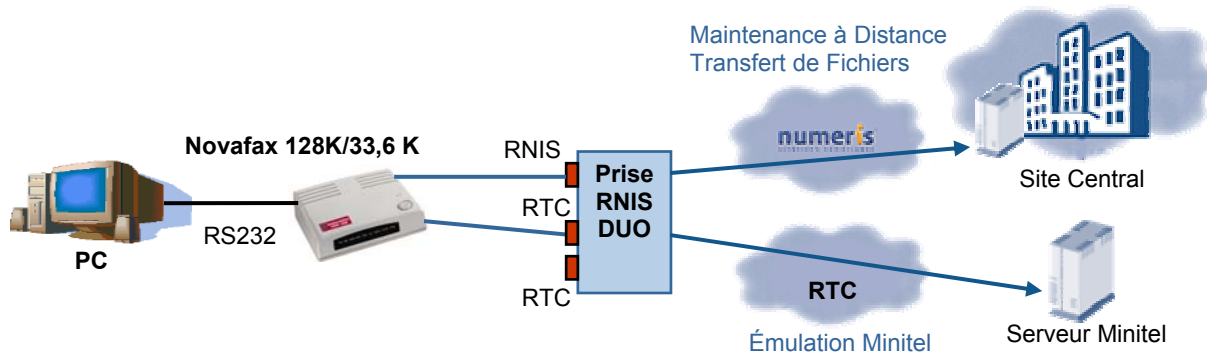 Maintenance à Distance
Transfert de Fichiers
Novafax 128K/33,6 K
RNIS
RTC
RTC
Prise
RNIS
DUO
numeris
Site Central
RS232
PC
RTC
Émulation Minitel
Serveur Minitel